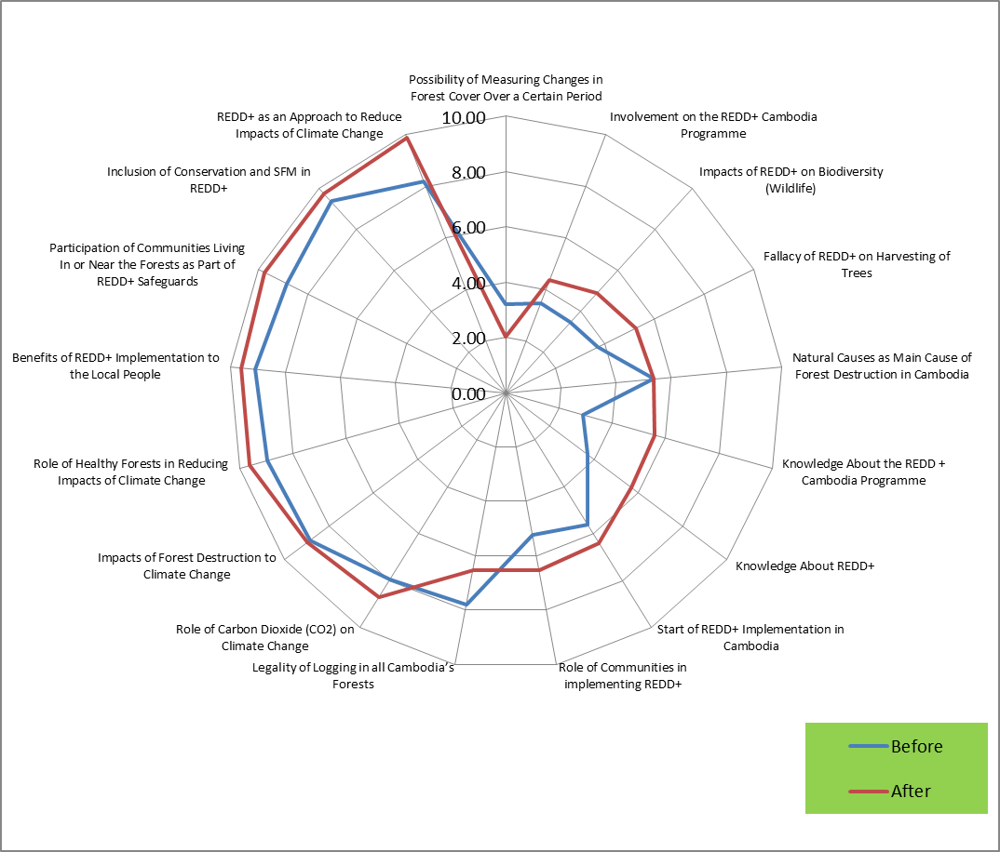 Possibility of Measuring Changes in
Forest Cover Over a Certain Period
Involvement on the REDD+ Cambodia
Programme
Impacts of REDD+ on Biodiversity
(Wildlife)
Fallacy of REDD+ on Harvesting of
Trees
Natural Causes as Main Cause of
Forest Destruction in Cambodia
Knowledge About the REDD +
Cambodia Programme
Knowledge About REDD+
Start of REDD+ Implementation in
Cambodia
Role of Communities in
implementing REDD+
Legality of Logging in all Cambodia’s
Forests
Role of Carbon Dioxide (CO2) on
Climate Change
Impacts of Forest Destruction to
Climate Change
Role of Healthy Forests in Reducing
Impacts of Climate Change
Benefits of REDD+ Implementation to
the Local People
Participation of Communities Living
In or Near the Forests as Part of
REDD+ Safeguards
Inclusion of Conservation and SFM in
REDD+
REDD+ as an Approach to Reduce
Impacts of Climate Change
10.00
8.00
6.00
4.00
2.00
0.00
Before
After